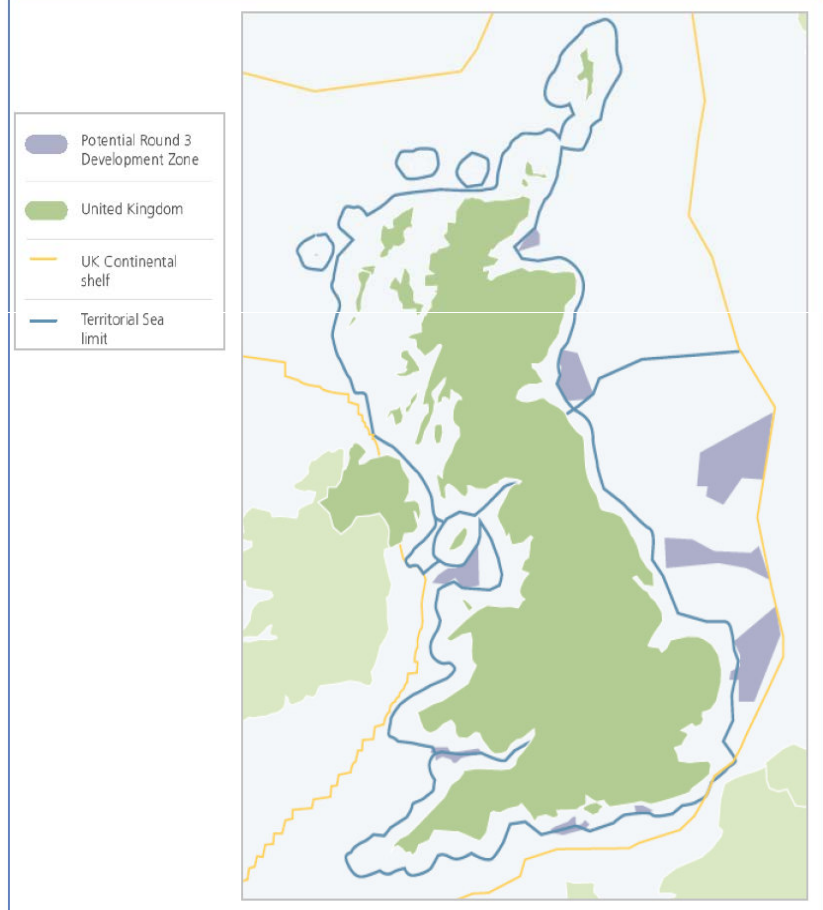 Potential Round 3
Development Zone
United Kingdom
UK Continental
shelf
Territorial Sea
limit